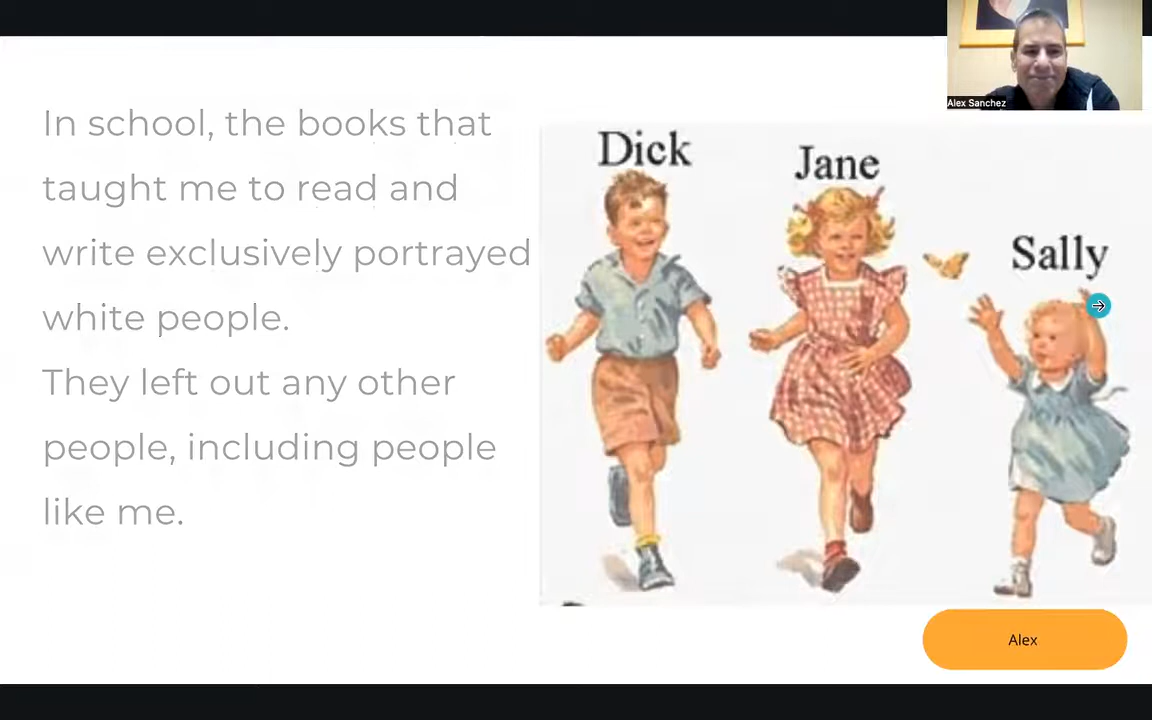 Alex Sanchez
In school, the books that
taught me to read and
write exclusively portrayed
white people.
They left out any other
people, including people
like me.
Dick
Jane
Sally
Alex